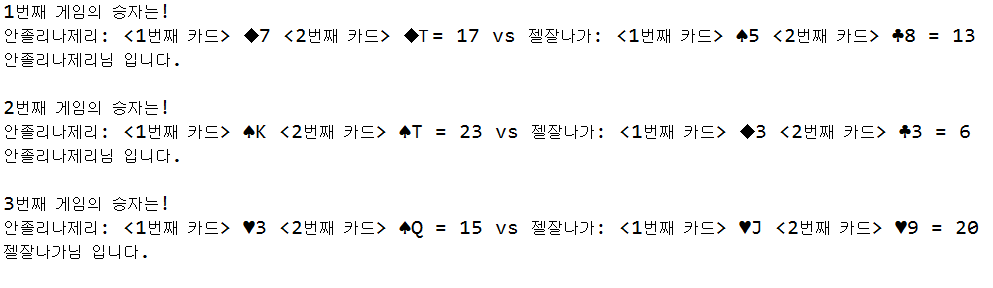 1번째 게임의 승자는!
안졸리나제리: <1번째 카드> ◆7 <2번째 카드> ◆T = 17 vs 젤잘나가: <1번째 카드> ♠5 <2번째 카드> ♣8 = 13
안졸리나제리님 입니다.
2번째 게임의 승자는!
안졸리나제리: <1번째 카드> ♠K <2번째 카드> ♠T = 23 vs 젤잘나가: <1번째 카드> ◆3 <2번째 카드> ♣3 = 6
안졸리나제리님 입니다.
3번째 게임의 승자는!
안졸리나제리: <1번째 카드> ♥3 <2번째 카드> ♠Q = 15 vs 젤잘나가: <1번째 카드> ♥J <2번째 카드> ♥9 = 20
젤잘나가님 입니다.